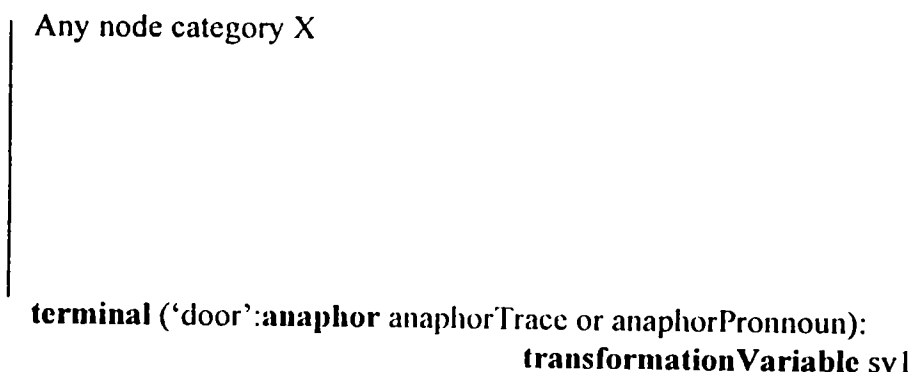 Any node category X
terminal ('door':anaphor anaphorTrace or anaphorPronnoun):
transformationVariable sv1